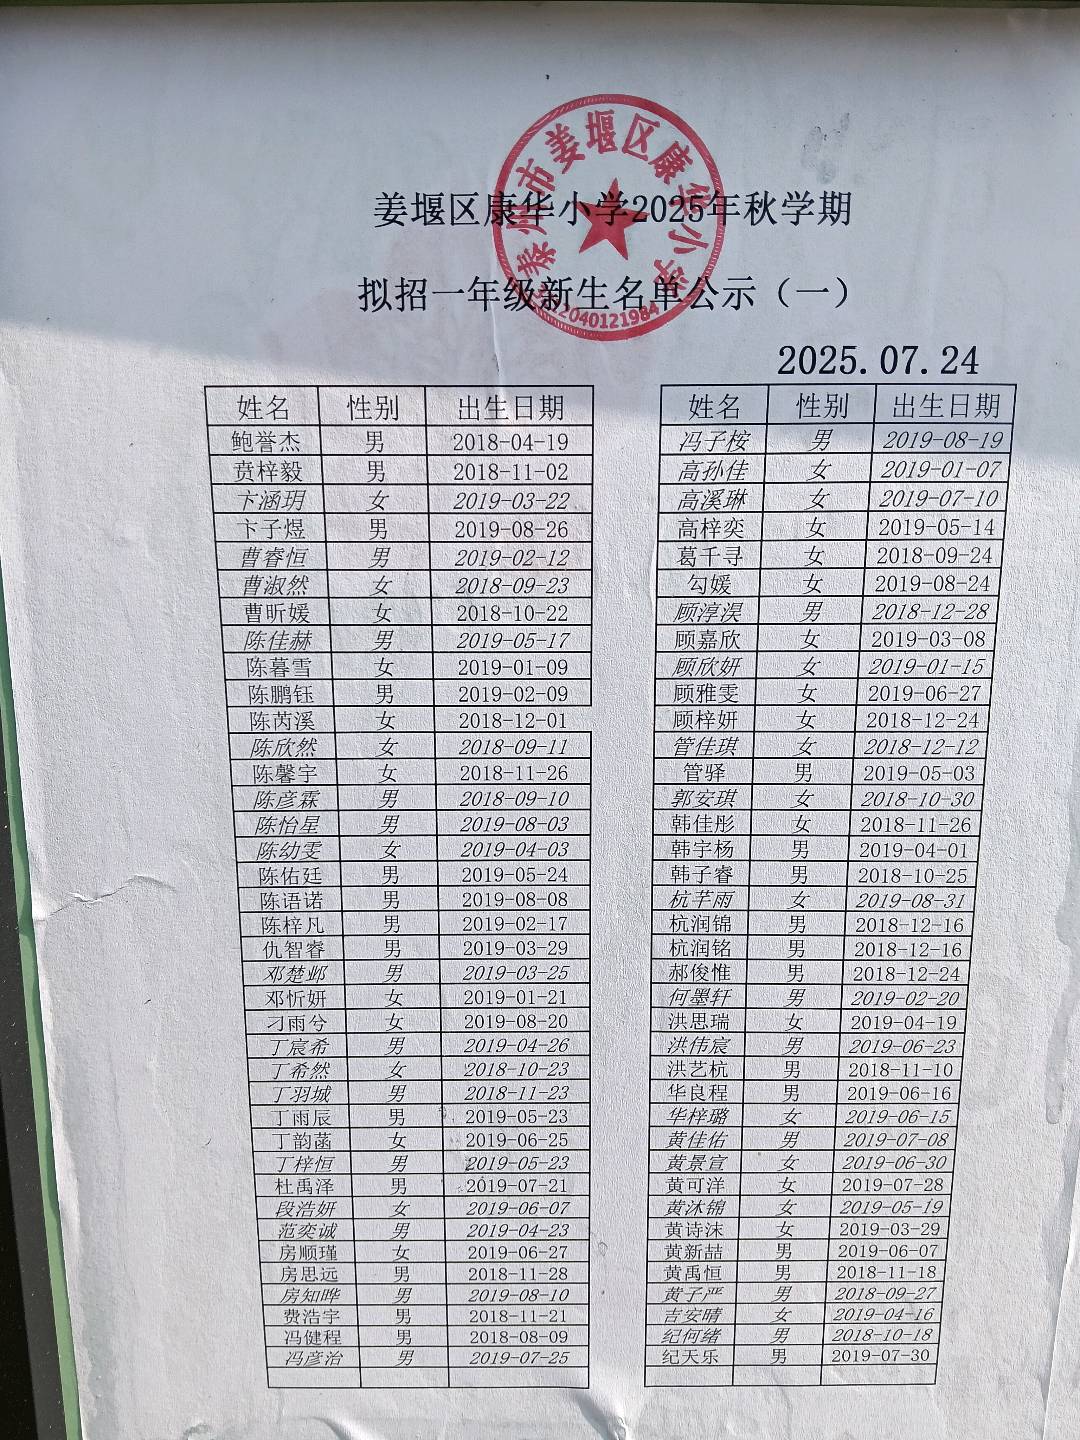 泰州市姜堰区康华小学
姜堰区康华小学2025年秋学期
拟招一年级新生名单公示（一）
2040121984
2025.07.24
姓名 性别 出生日期
鲍誉杰 男 2018-04-19
贲梓毅 男 2018-11-02
卞涵玥 女 2019-03-22
卞子煜 男 2019-08-26
曹睿恒 男 2019-02-12
曹淑然 女 2018-09-23
曹昕媛 女 2018-10-22
陈佳赫 男 2019-05-17
陈暮雪 女 2019-01-09
陈鹏钰 男 2019-02-09
陈芮溪 女 2018-12-01
陈欣然 女 2018-09-11
陈馨宇 女 2018-11-26
陈彦霖 男 2018-09-10
陈怡星 男 2019-08-03
陈幼雯 女 2019-04-03
陈佑廷 男 2019-05-24
陈语诺 男 2019-08-08
陈梓凡 男 2019-02-17
仇智睿 男 2019-03-29
邓楚邺 男 2019-03-25
邓忻妍 女 2019-01-21
刁雨兮 女 2019-08-20
丁宸希 男 2019-04-26
丁希然 女 2018-10-23
丁羽城 男 2018-11-23
丁雨辰 男 2019-05-23
丁韵菡 女 2019-06-25
丁梓恒 男 2019-05-23
杜禹泽 男 2019-07-21
段浩妍 女 2019-06-07
范奕诚 男 2019-04-23
房顺瑾 女 2019-06-27
房思远 男 2018-11-28
房知晔 男 2019-08-10
费浩宇 男 2018-11-21
冯健程 男 2018-08-09
冯彦治 男 2019-07-25
姓名 性别 出生日期
冯子桉 男 2019-08-19
高孙佳 女 2019-01-07
高溪琳 女 2019-07-10
高梓奕 女 2019-05-14
葛千寻 女 2018-09-24
勾媛 女 2019-08-24
顾淳淏 男 2018-12-28
顾嘉欣 女 2019-03-08
顾欣妍 女 2019-01-15
顾雅雯 女 2019-06-27
顾梓妍 女 2018-12-24
管佳琪 女 2018-12-12
管驿 男 2019-05-03
郭安琪 女 2018-10-30
韩佳彤 女 2018-11-26
韩宇杨 男 2019-04-01
韩子睿 男 2018-10-25
杭芊雨 女 2019-08-31
杭润锦 男 2018-12-16
杭润铭 男 2018-12-16
郝俊惟 男 2018-12-24
何墨轩 男 2019-02-20
洪思瑞 女 2019-04-19
洪伟宸 男 2019-06-23
洪艺杭 男 2018-11-10
华良程 男 2019-06-16
华梓璐 女 2019-06-15
黄佳佑 男 2019-07-08
黄景宣 女 2019-06-30
黄可洋 女 2019-07-28
黄沐锦 女 2019-05-19
黄诗沫 女 2019-03-29
黄新喆 男 2019-06-07
黄禹恒 男 2018-11-18
黄子严 男 2018-09-27
吉安晴 女 2019-04-16
纪何绪 男 2018-10-18
纪天乐 男 2019-07-30